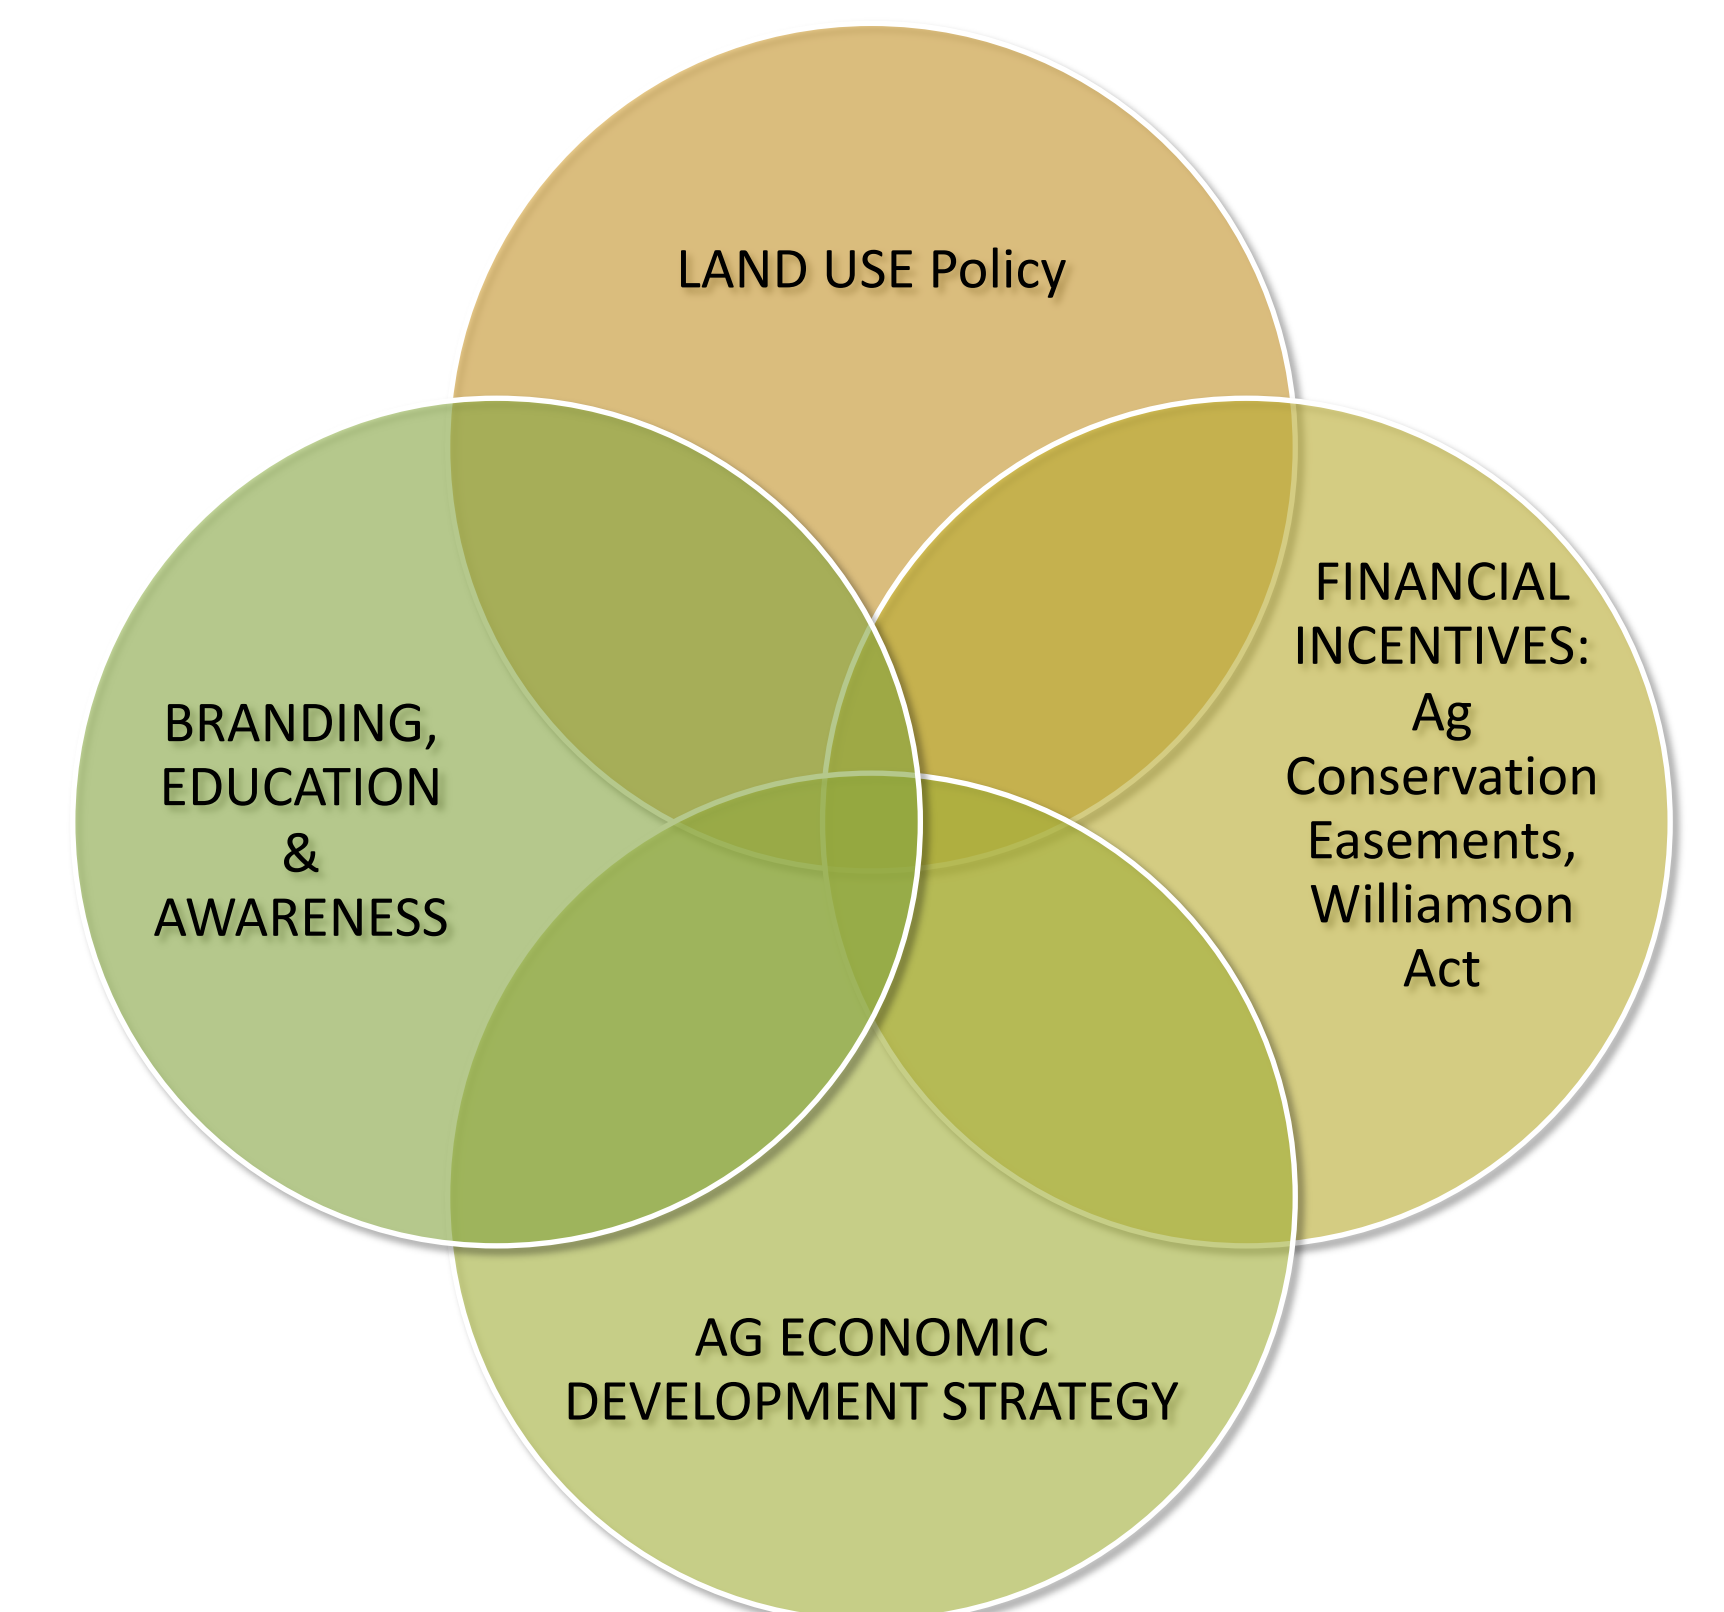 LAND USE Policy
FINANCIAL
INCENTIVES:
Ag
Conservation
Easements,
Williamson
Act
BRANDING,
EDUCATION
&
AWARENESS
AG ECONOMIC
DEVELOPMENT STRATEGY